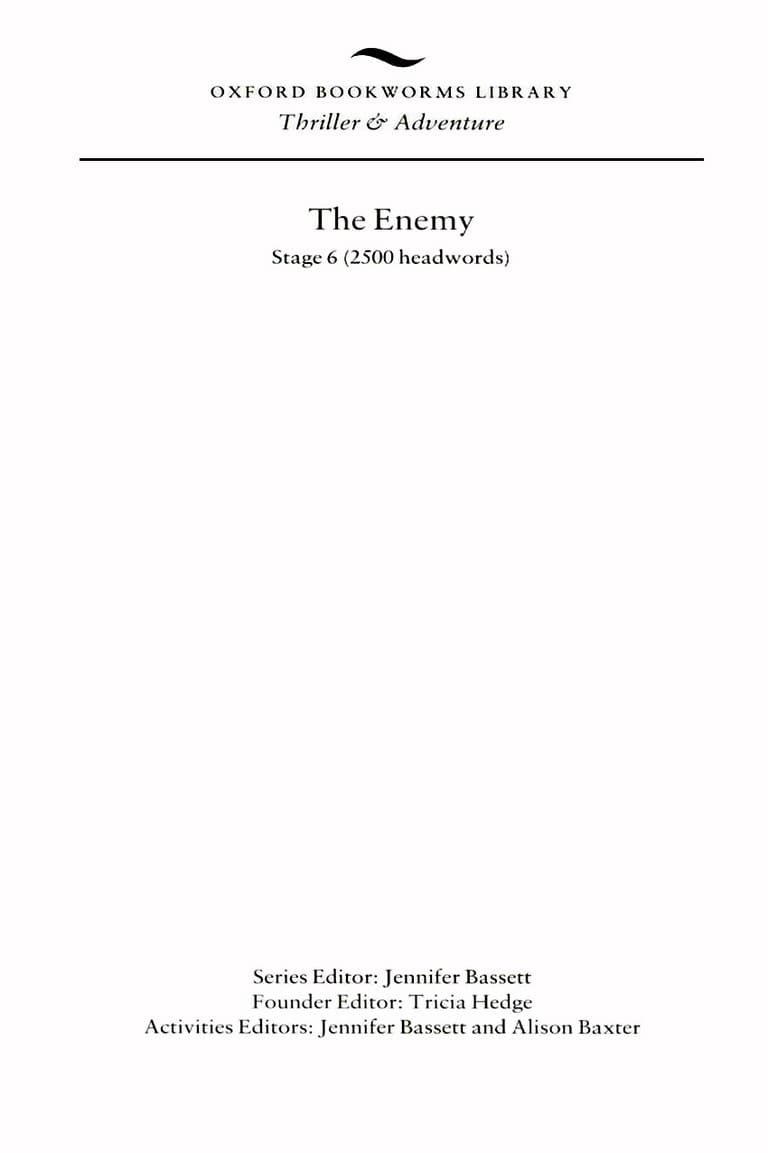 OXFORD BOOKWORMS LIBRARY
Thriller & Adventure
The Enemy
Stage 6 (2500 headwords)
Series Editor: Jennifer Bassett
Founder Editor: Tricia Hedge
Activities Editors: Jennifer Bassett and Alison Baxter